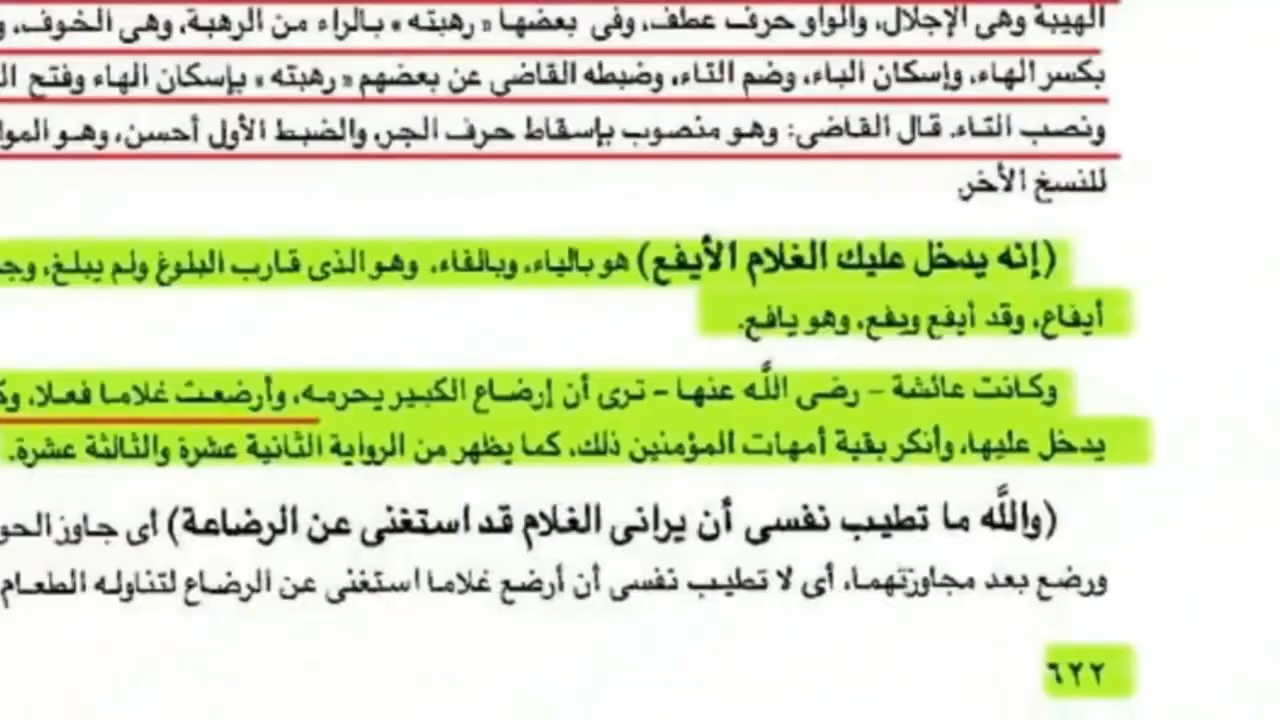 الهيبة وهى الإجلال، والواو حرف عطف، وفى بعضها «رهبته» بالراء من الرهبة، وهى الخوف،
بكسر الهاء، وإسكان الباء، وضم التاء، وضبطه القاضى عن بعضهم «رهبته» بإسكان الهاء وفتح
ونصب التاء. قال القاضى: وهو منصوب بإسقاط حرف الجر، والضبط الأول أحسن، وهو
للنسخ الأخر.
(إنه يدخل عليك الغلام الأيفع) هو بالياء، وبالفاء، وهو الذى قارب البلوغ ولم يبلغ،
أيفاع، وقد أيفع ويفع، وهو يافع.
وكانت عائشة - رضى اللَّه عنها - ترى أن إرضاع الكبير يحرمه، وأرضعت غلاما فعلا،
يدخل عليها، وأنكر بقية أمهات المؤمنين ذلك، كما يظهر من الرواية الثانية عشرة والثالثة عشرة.
(واللَّه ما تطيب نفسى أن يرانى الغلام قد استغنى عن الرضاعة) أى جاوز
ورضع بعد مجاوزتهما، أى لا تطيب نفسى أن أرضع غلاما استغنى عن الرضاع لتناوله الطعام
٦٢٢